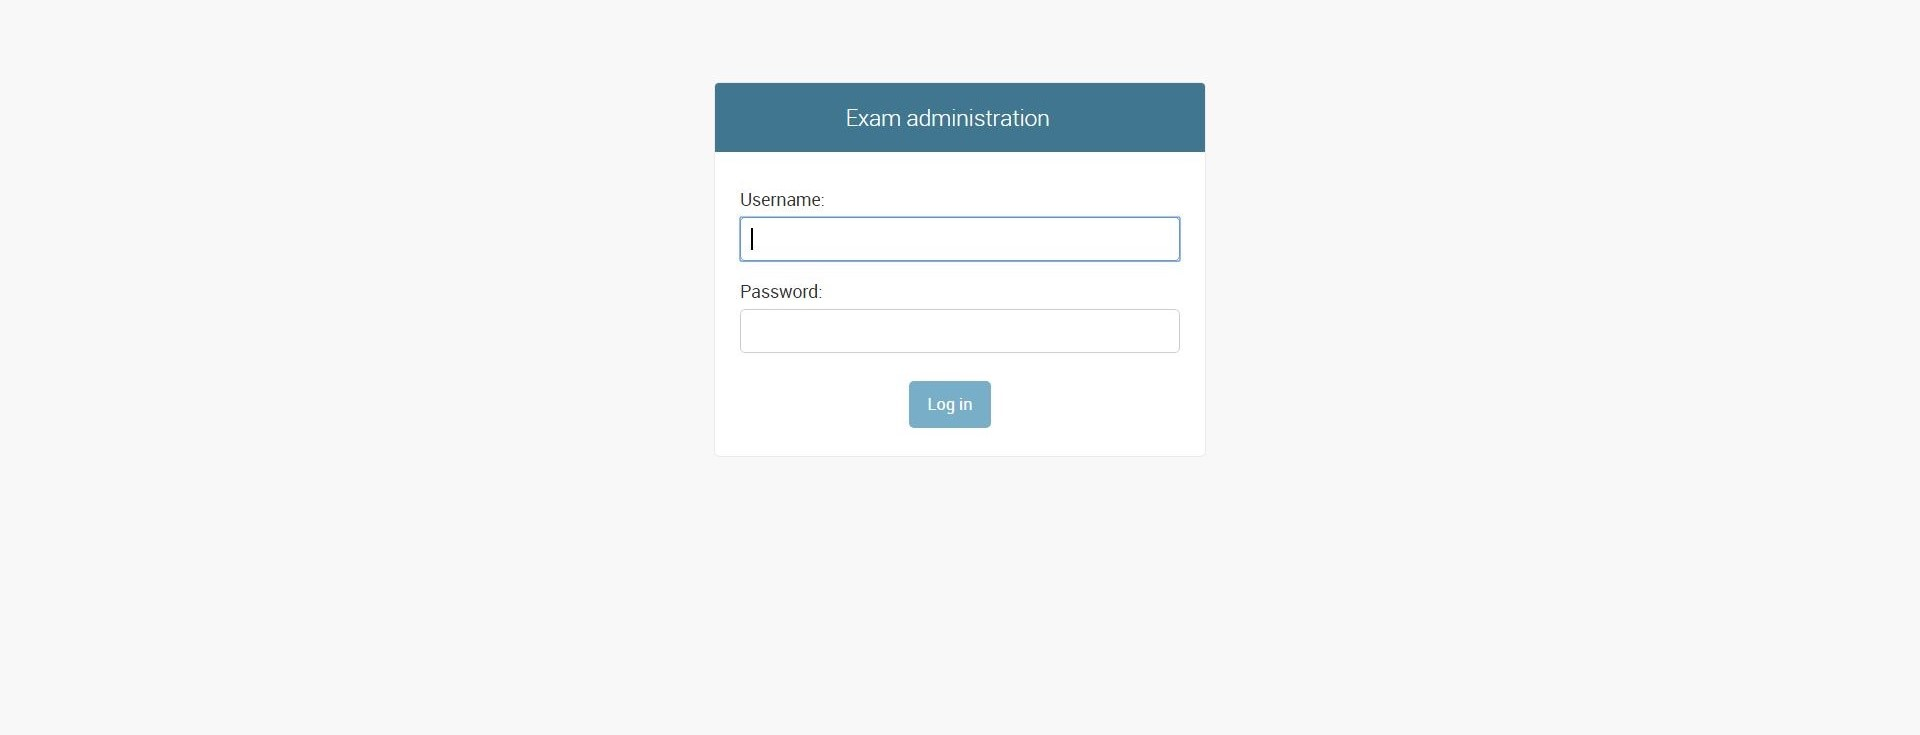 Exam administration
Username:
Password:
Log in